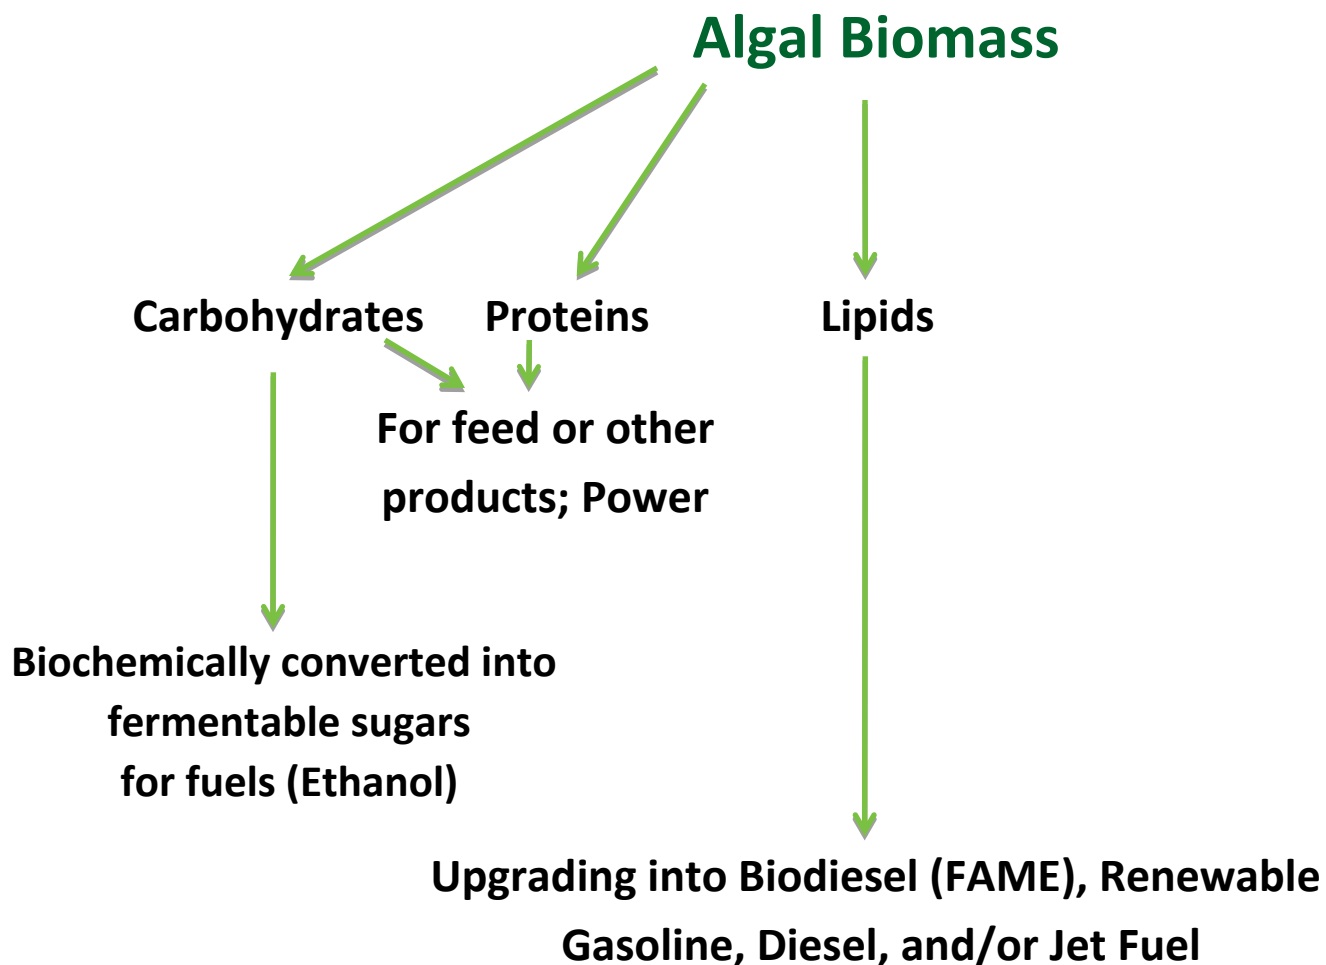 Algal Biomass
Carbohydrates
Proteins
Lipids
For feed or other
products; Power
Biochemically converted into
fermentable sugars
for fuels (Ethanol)
Upgrading into Biodiesel (FAME), Renewable
Gasoline, Diesel, and/or Jet Fuel